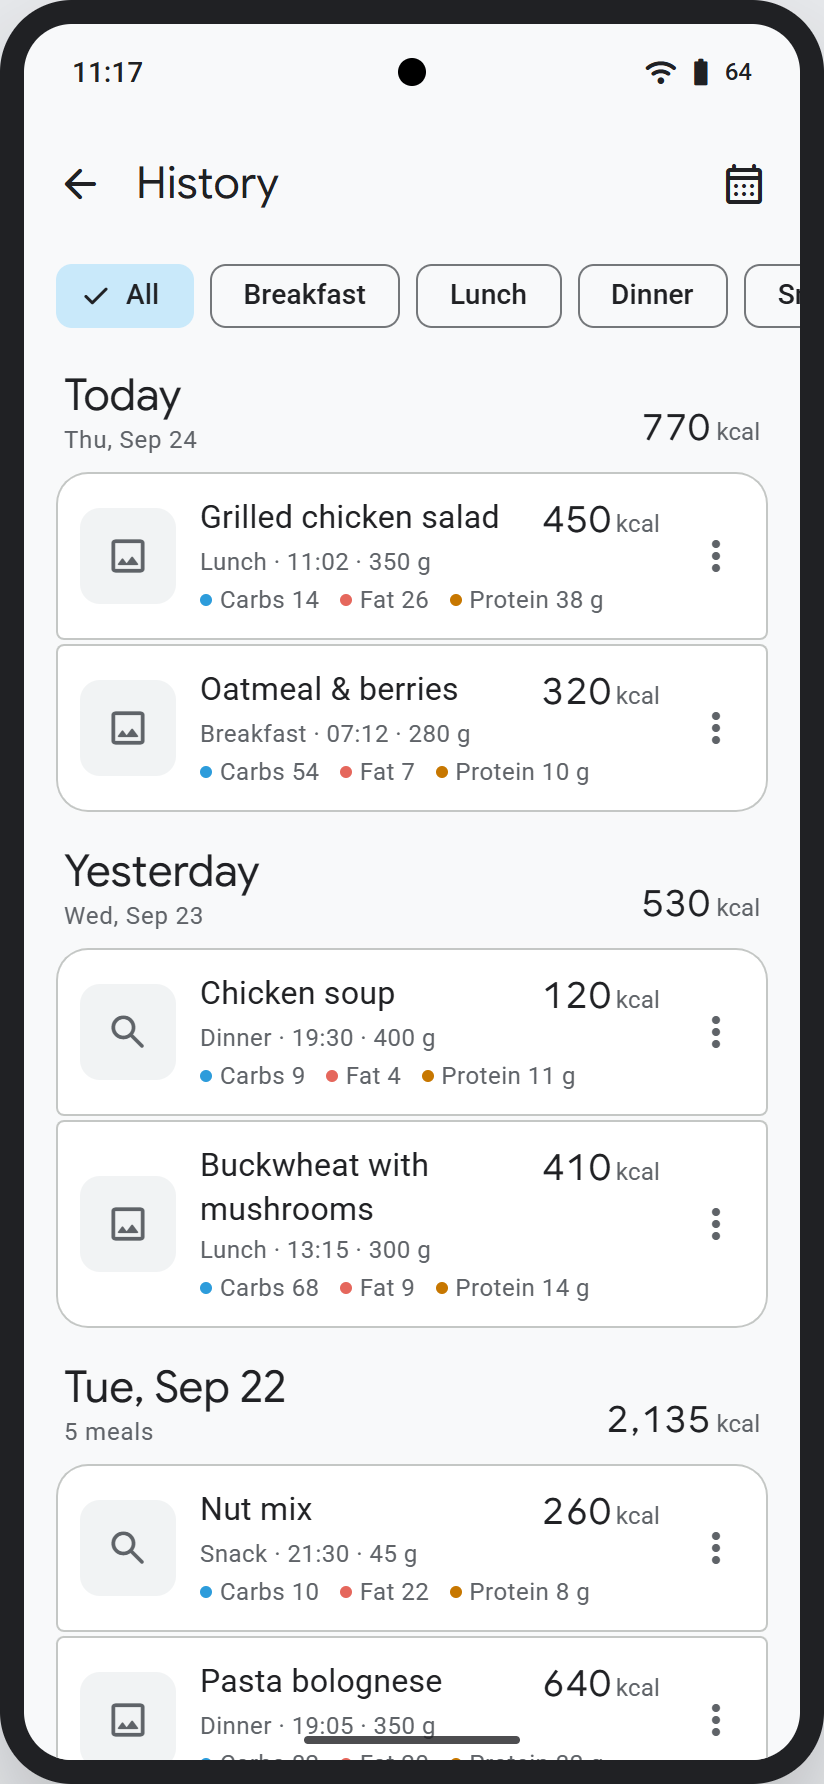 11:17
64
History
All
Breakfast
Lunch
Dinner
Today
Thu, Sep 24
770 kcal
Grilled chicken salad
450 kcal
Lunch · 11:02 · 350 g
Carbs 14 Fat 26 Protein 38 g
Oatmeal & berries
320 kcal
Breakfast · 07:12 · 280 g
Carbs 54 Fat 7 Protein 10 g
Yesterday
Wed, Sep 23
530 kcal
Chicken soup
120 kcal
Dinner · 19:30 · 400 g
Carbs 9 Fat 4 Protein 11 g
Buckwheat with
mushrooms
410 kcal
Lunch · 13:15 · 300 g
Carbs 68 Fat 9 Protein 14 g
Tue, Sep 22
5 meals
2,135 kcal
Nut mix
260 kcal
Snack · 21:30 · 45 g
Carbs 10 Fat 22 Protein 8 g
Pasta bolognese
640 kcal
Dinner · 19:05 · 350 g